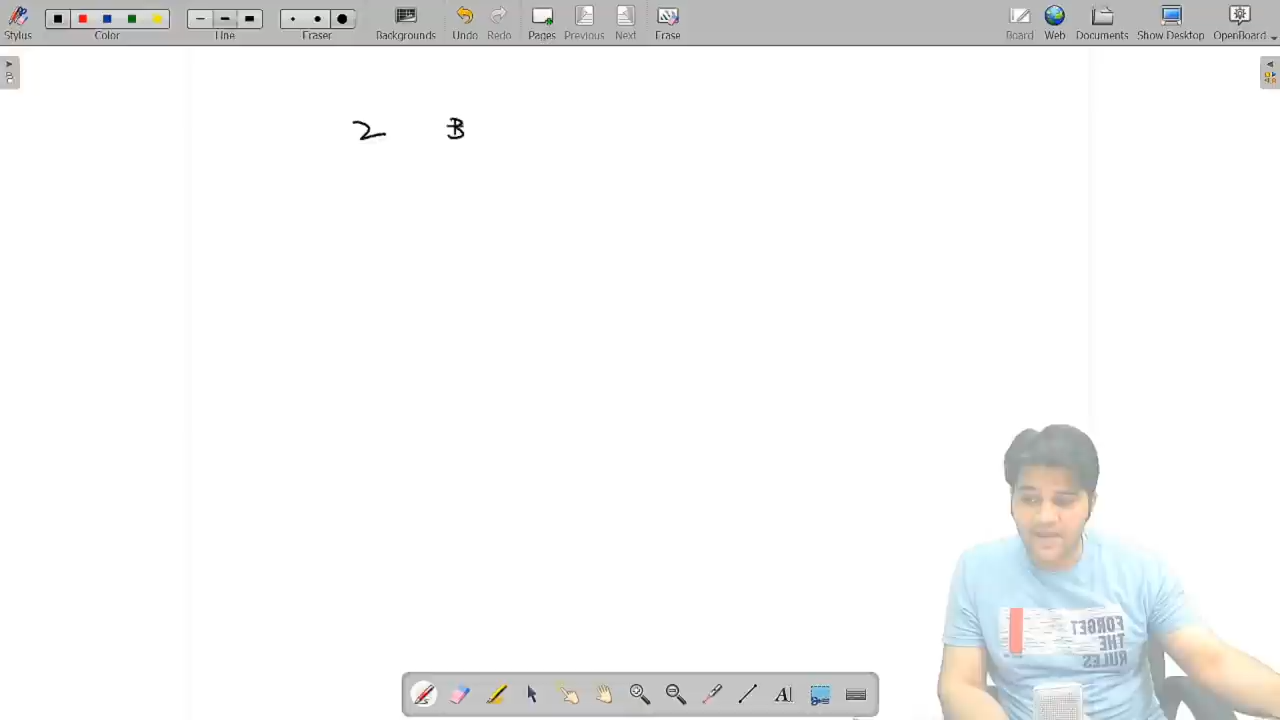 Stylus Color Line Eraser Backgrounds Undo Redo Pages Previous Next Erase Board Web Documents Show Desktop OpenBoard
2 B
FORGET
THE
RULES